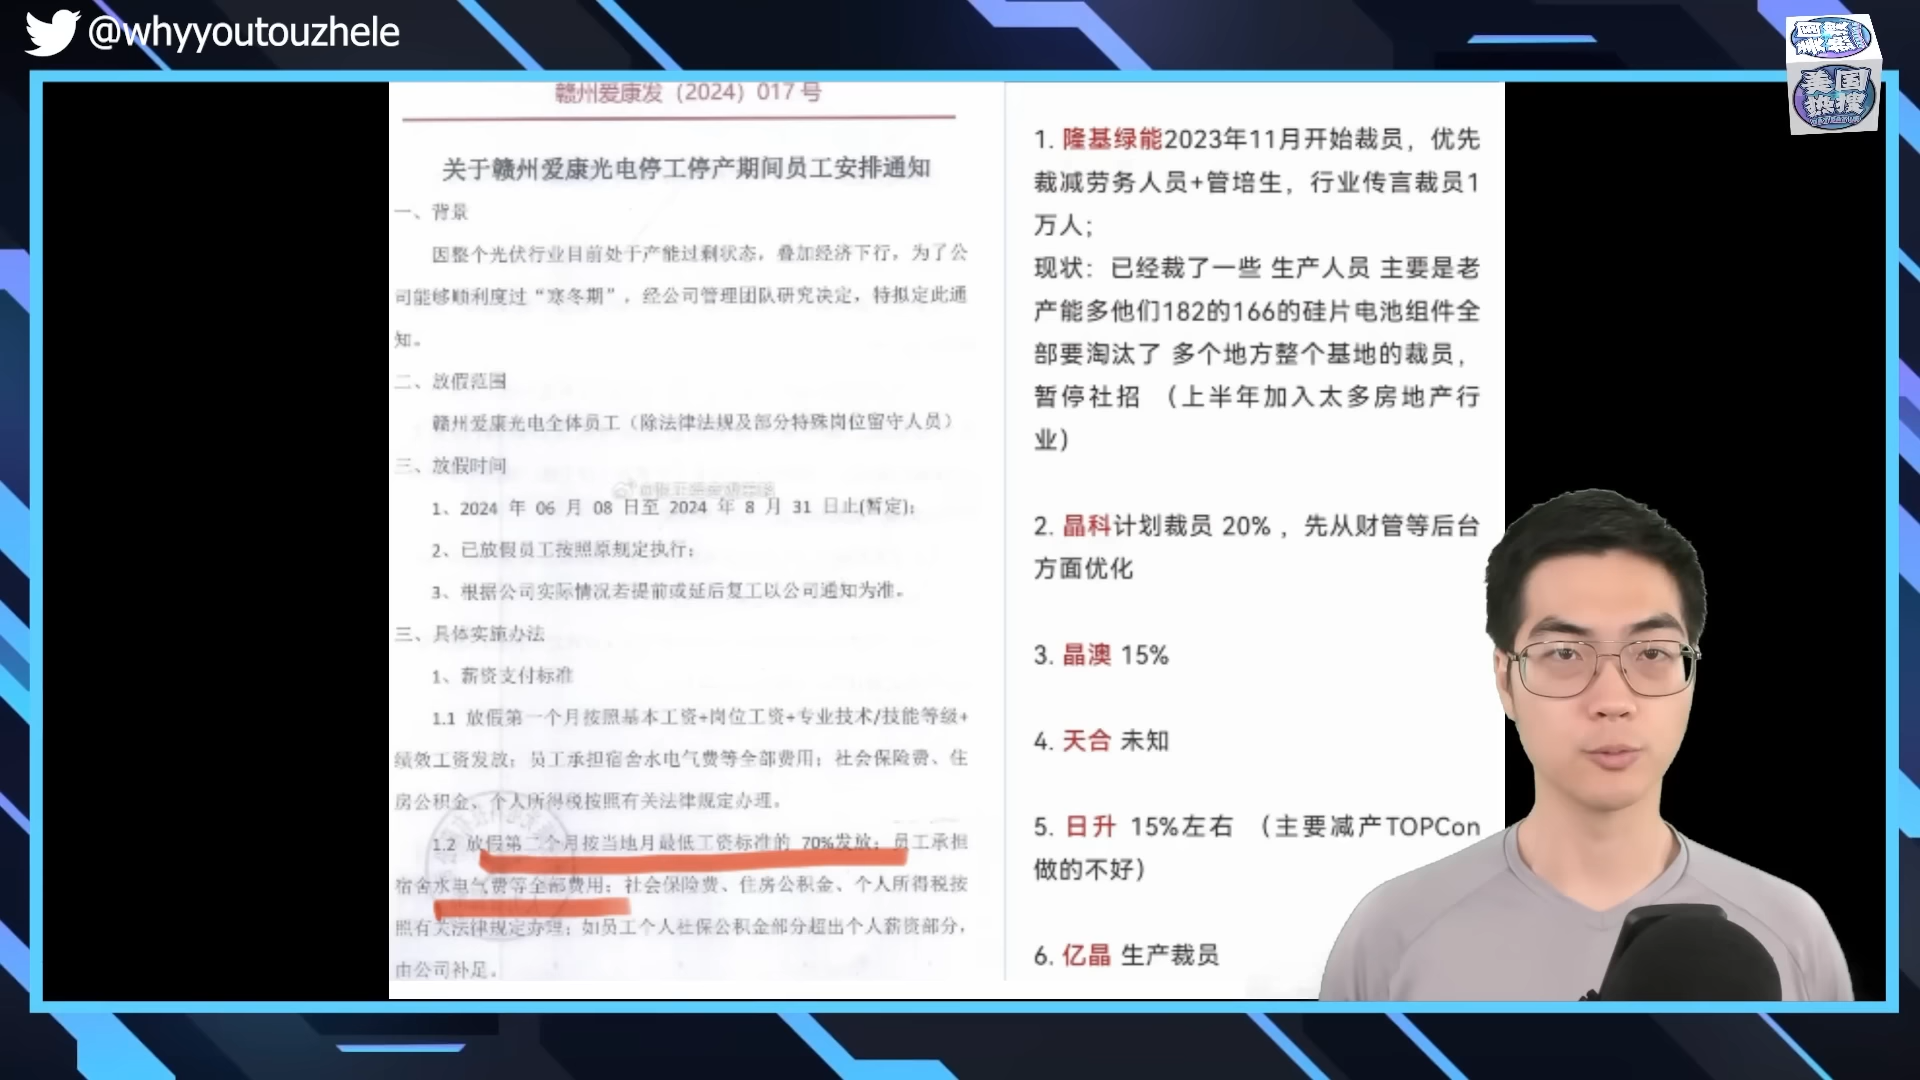 @whyyoutouzhele
美国热搜
美国热搜
赣州爱康发（2024）017 号
关于赣州爱康光电停工停产期间员工安排通知
一、背景
因整个光伏行业目前处于产能过剩状态，叠加经济下行，为了公
司能够顺利度过“寒冬期”，经公司管理团队研究决定，特拟定此通
知。
二、放假范围
赣州爱康光电全体员工（除法律法规及部分特殊岗位留守人员）
三、放假时间
1、2024 年 06 月 08 日至 2024 年 8 月 31 日止(暂定)；
2、已放假员工按照原规定执行；
3、根据公司实际情况若提前或延后复工以公司通知为准。
三、具体实施办法
1、薪资支付标准
1.1 放假第一个月按照基本工资+岗位工资+专业技术/技能等级+
绩效工资发放；员工承担宿舍水电气费等全部费用；社会保险费、住
房公积金、个人所得税按照有关法律规定办理。
1.2 放假第二个月按当地月最低工资标准的 70%发放；员工承担
宿舍水电气费等全部费用；社会保险费、住房公积金、个人所得税按
照有关法律规定办理；如员工个人社保公积金部分超出个人薪资部分，
由公司补足。
1. 隆基绿能2023年11月开始裁员，优先
裁减劳务人员+管培生，行业传言裁员1
万人；
现状：已经裁了一些 生产人员 主要是老
产能多他们182的166的硅片电池组件全
部要淘汰了 多个地方整个基地的裁员，
暂停社招 （上半年加入太多房地产行
业）
2. 晶科计划裁员 20% ，先从财管等后台
方面优化
3. 晶澳 15%
4. 天合 未知
5. 日升 15%左右 （主要减产TOPCon
做的不好）
6. 亿晶 生产裁员